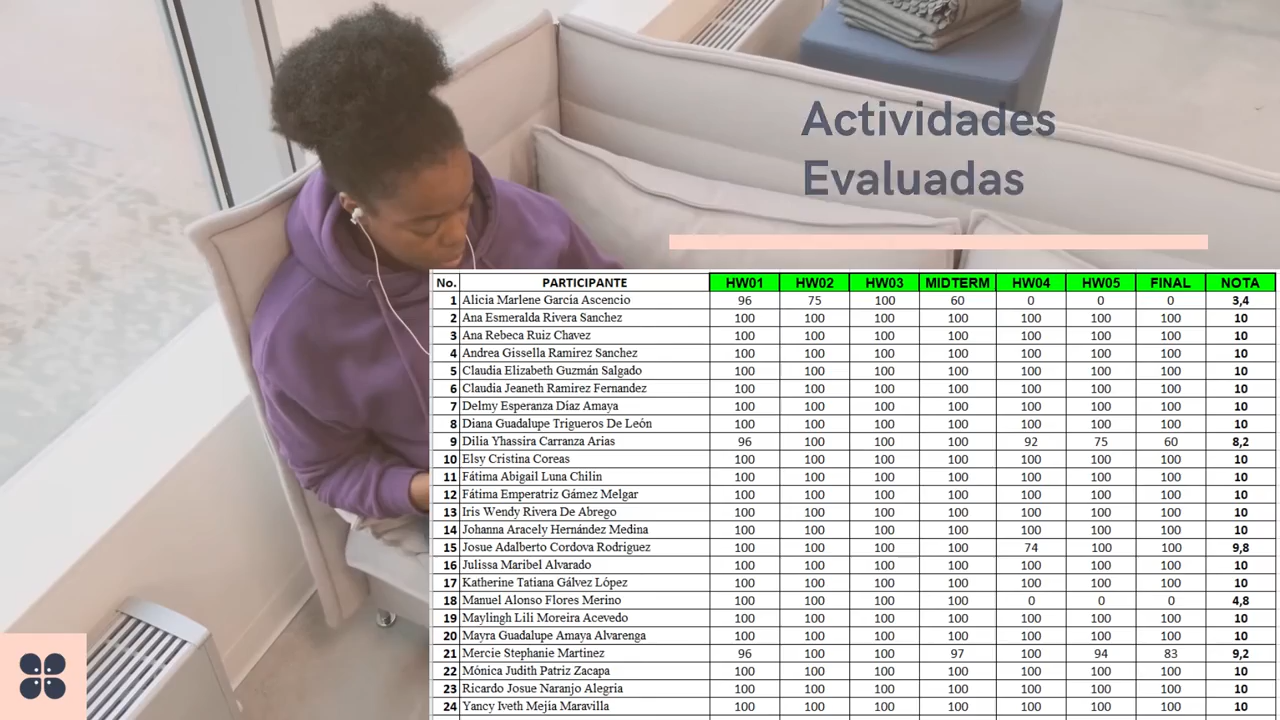 Actividades
Evaluadas
No. PARTICIPANTE HW01 HW02 HW03 MIDTERM HW04 HW05 FINAL NOTA
1 Alicia Marlene García Ascencio 96 75 100 60 0 0 0 3,4
2 Ana Esmeralda Rivera Sanchez 100 100 100 100 100 100 100 10
3 Ana Rebeca Ruiz Chavez 100 100 100 100 100 100 100 10
4 Andrea Gissella Ramirez Sanchez 100 100 100 100 100 100 100 10
5 Claudia Elizabeth Guzmán Salgado 100 100 100 100 100 100 100 10
6 Claudia Jeaneth Ramirez Fernandez 100 100 100 100 100 100 100 10
7 Delmy Esperanza Díaz Amaya 100 100 100 100 100 100 100 10
8 Diana Guadalupe Trigueros De León 100 100 100 100 100 100 100 10
9 Dilia Yhassira Carranza Arias 96 100 100 100 92 75 60 8,2
10 Elsy Cristina Coreas 100 100 100 100 100 100 100 10
11 Fátima Abigail Luna Chilin 100 100 100 100 100 100 100 10
12 Fátima Emperatriz Gámez Melgar 100 100 100 100 100 100 100 10
13 Iris Wendy Rivera De Abrego 100 100 100 100 100 100 100 10
14 Johanna Aracely Hernández Medina 100 100 100 100 100 100 100 10
15 Josue Adalberto Cordova Rodriguez 100 100 100 100 74 100 100 9,8
16 Julissa Maribel Alvarado 100 100 100 100 100 100 100 10
17 Katherine Tatiana Gálvez López 100 100 100 100 100 100 100 10
18 Manuel Alonso Flores Merino 100 100 100 100 0 0 0 4,8
19 Maylingh Lili Moreira Acevedo 100 100 100 100 100 100 100 10
20 Mayra Guadalupe Amaya Alvarenga 100 100 100 100 100 100 100 10
21 Mercie Stephanie Martinez 96 100 100 97 100 94 83 9,2
22 Mónica Judith Patriz Zacapa 100 100 100 100 100 100 100 10
23 Ricardo Josue Naranjo Alegria 100 100 100 100 100 100 100 10
24 Yancy Iveth Mejia Maravilla 100 100 100 100 100 100 100 10